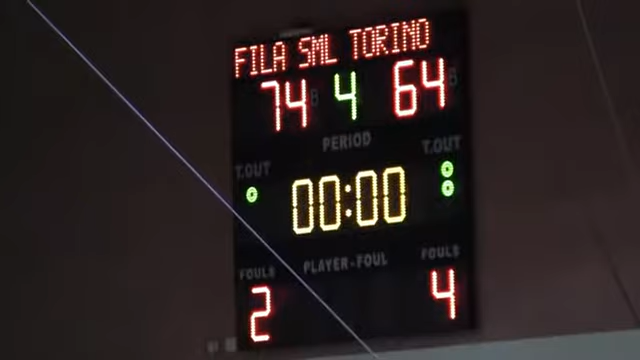 FILA SML TORINO
74 4 64
PERIOD
T.OUT T.OUT
00:00
FOULS PLAYER-FOUL FOULS
2 4